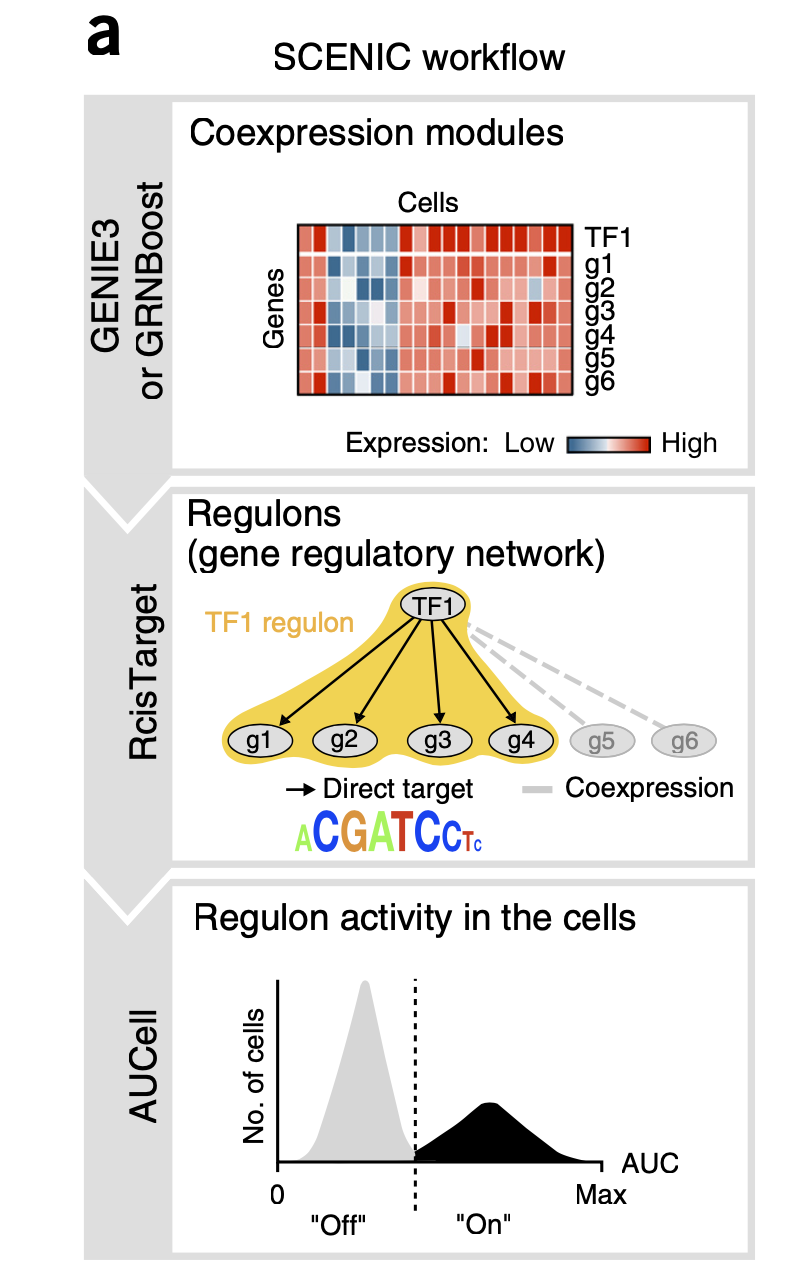 a
SCENIC workflow
GENIE3
or GRNBoost
Coexpression modules
Cells
Genes
TF1
g1
g2
g3
g4
g5
g6
Expression: Low High
RcisTarget
Regulons
(gene regulatory network)
TF1 regulon
TF1
g1 g2 g3 g4 g5 g6
Direct target Coexpression
ACGATCCTC
AUCell
Regulon activity in the cells
No. of cells
AUC
0 Max
"Off" "On"